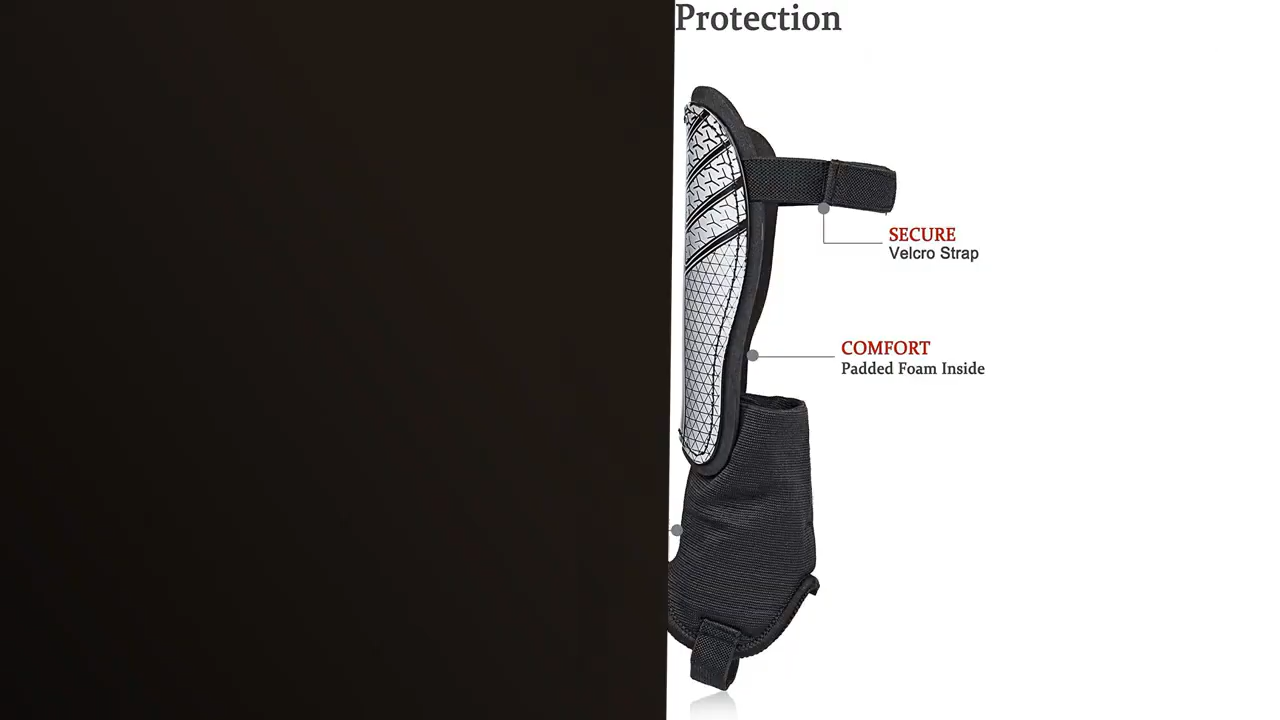 Protection
SECURE
Velcro Strap
COMFORT
Padded Foam Inside